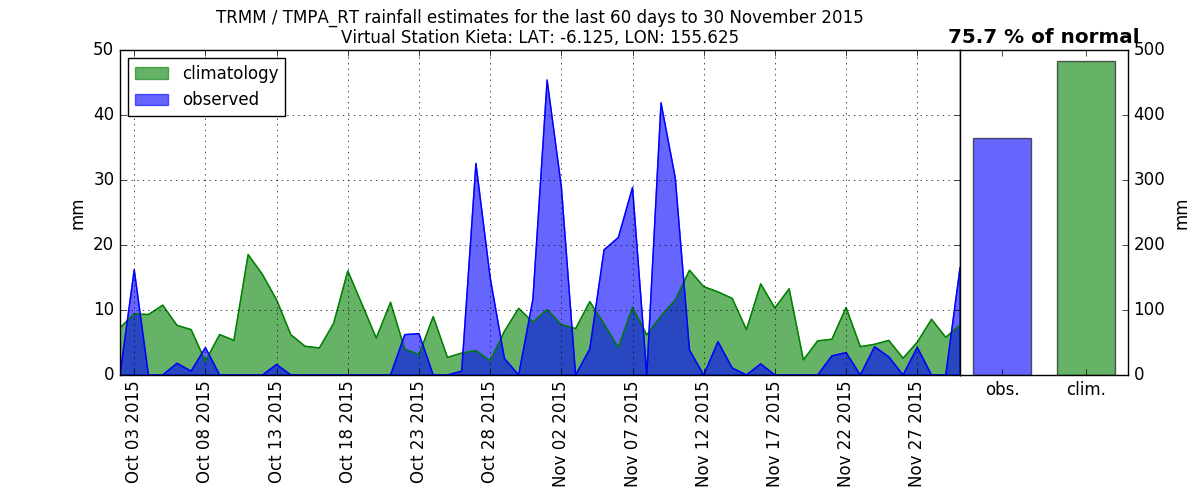 TRMM / TMPA_RT rainfall estimates for the last 60 days to 30 November 2015
Virtual Station Kieta: LAT: -6.125, LON: 155.625
75.7 % of normal
climatology
observed
mm
50
40
30
20
10
0
Oct 03 2015
Oct 08 2015
Oct 13 2015
Oct 18 2015
Oct 23 2015
Oct 28 2015
Nov 02 2015
Nov 07 2015
Nov 12 2015
Nov 17 2015
Nov 22 2015
Nov 27 2015
obs.
clim.
500
400
300
200
100
0
mm